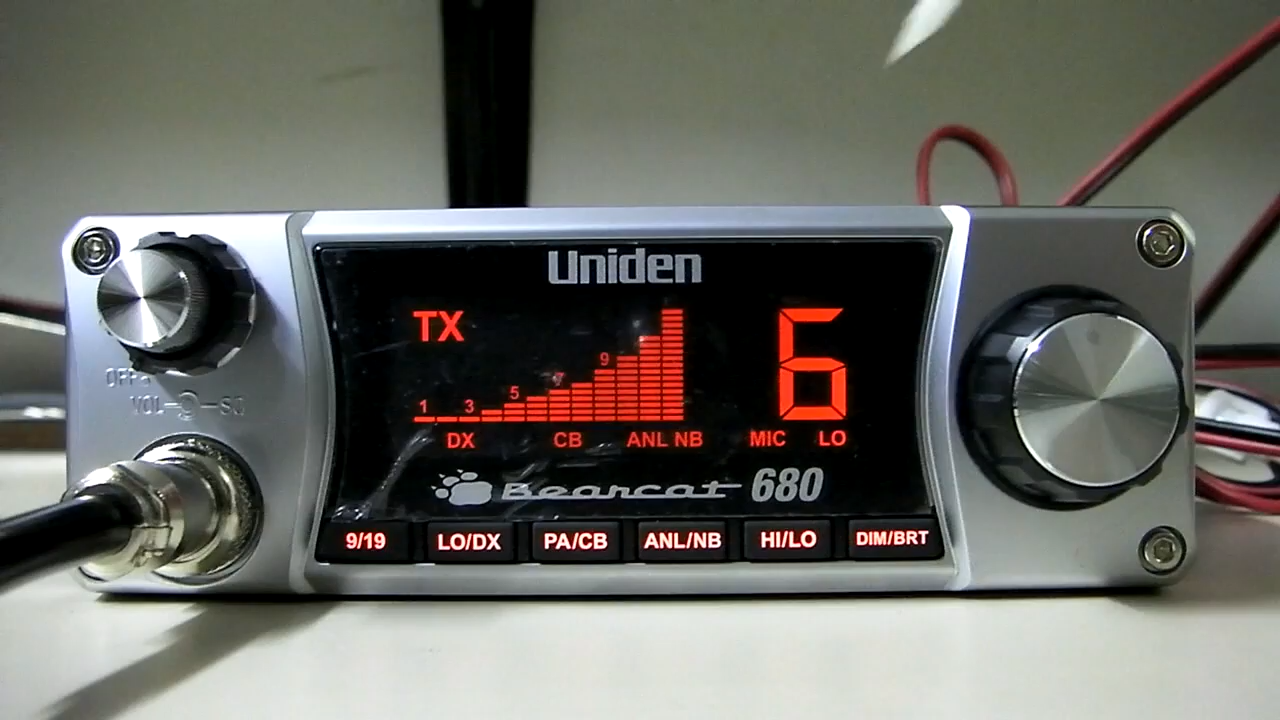 Uniden
TX
6
1 3 5 7 9
DX CB ANL NB MIC LO
Bearcat 680
OFF
VOL SQ
9/19 LO/DX PA/CB ANL/NB HI/LO DIM/BRT